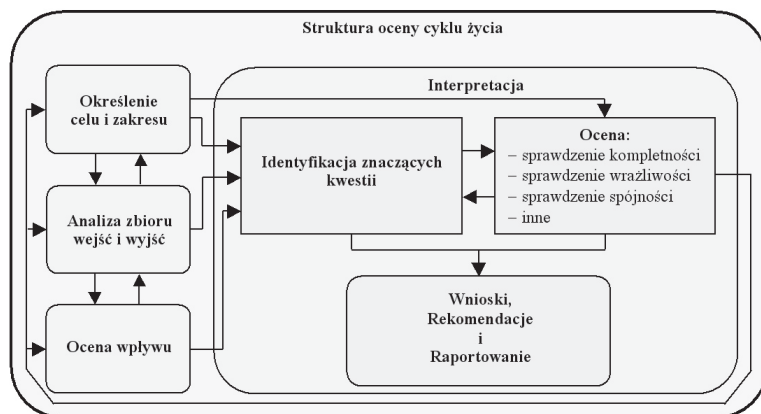 Struktura oceny cyklu życia
Określenie
celu i zakresu
Analiza zbioru
wejść i wyjść
Ocena wpływu
Interpretacja
Identyfikacja znaczących
kwestii
Ocena:
– sprawdzenie kompletności
– sprawdzenie wrażliwości
– sprawdzenie spójności
– inne
Wnioski,
Rekomendacje
i
Raportowanie